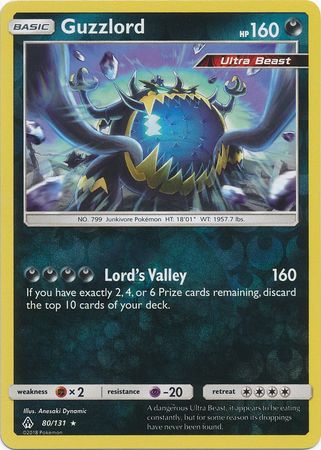 BASIC Guzzlord HP 160
Ultra Beast
NO. 799 Junkivore Pokémon HT: 18'01" WT: 1957.7 lbs.
Lord's Valley 160
If you have exactly 2, 4, or 6 Prize cards remaining, discard
the top 10 cards of your deck.
weakness × 2 resistance -20 retreat
Illus. Anesaki Dynamic
80/131 ★
©2018 Pokémon
A dangerous Ultra Beast, it appears to be eating
constantly, but for some reason its droppings
have never been found.